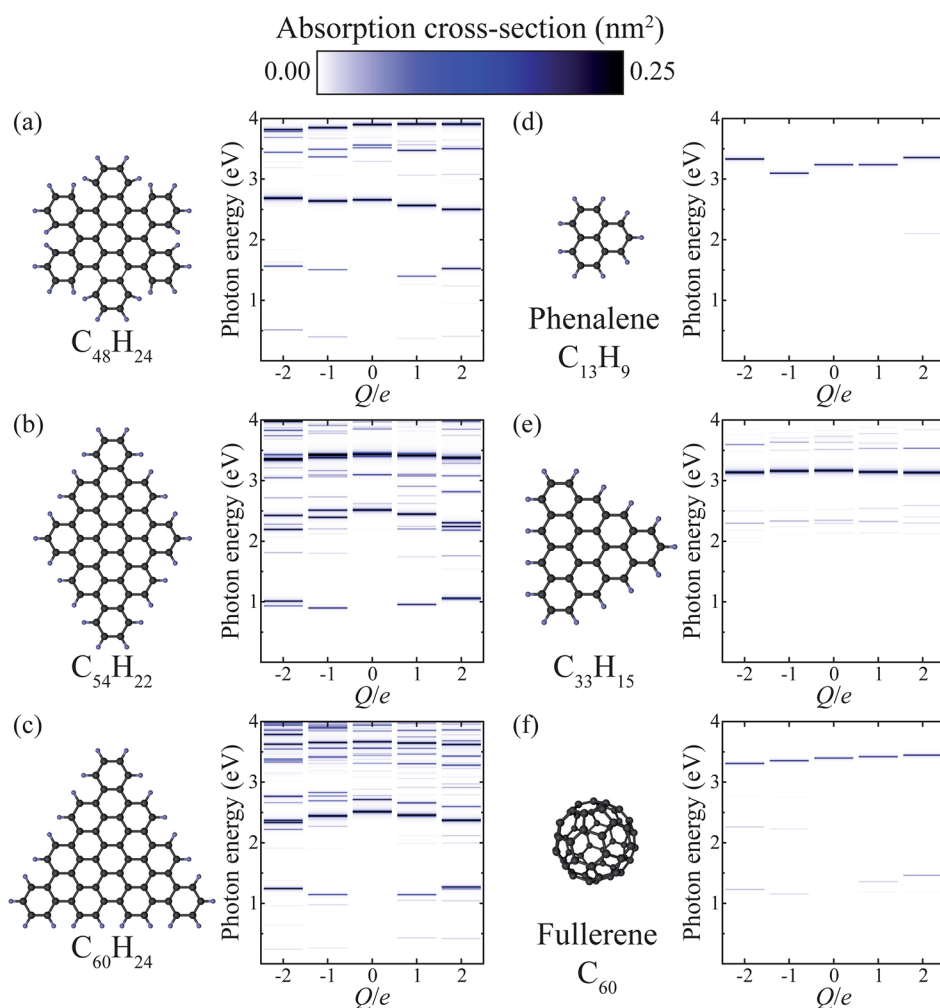 Absorption cross-section (nm²)
0.00 0.25
(a)
Photon energy (eV)
4
3
2
1
-2 -1 0 1 2
Q/e
C₄₈H₂₄
(d)
Photon energy (eV)
4
3
2
1
-2 -1 0 1 2
Q/e
Phenalene
C₁₃H₉
(b)
Photon energy (eV)
4
3
2
1
-2 -1 0 1 2
Q/e
C₅₄H₂₂
(e)
Photon energy (eV)
4
3
2
1
-2 -1 0 1 2
Q/e
C₃₃H₁₅
(c)
Photon energy (eV)
4
3
2
1
-2 -1 0 1 2
Q/e
C₆₀H₂₄
(f)
Photon energy (eV)
4
3
2
1
-2 -1 0 1 2
Q/e
Fullerene
C₆₀